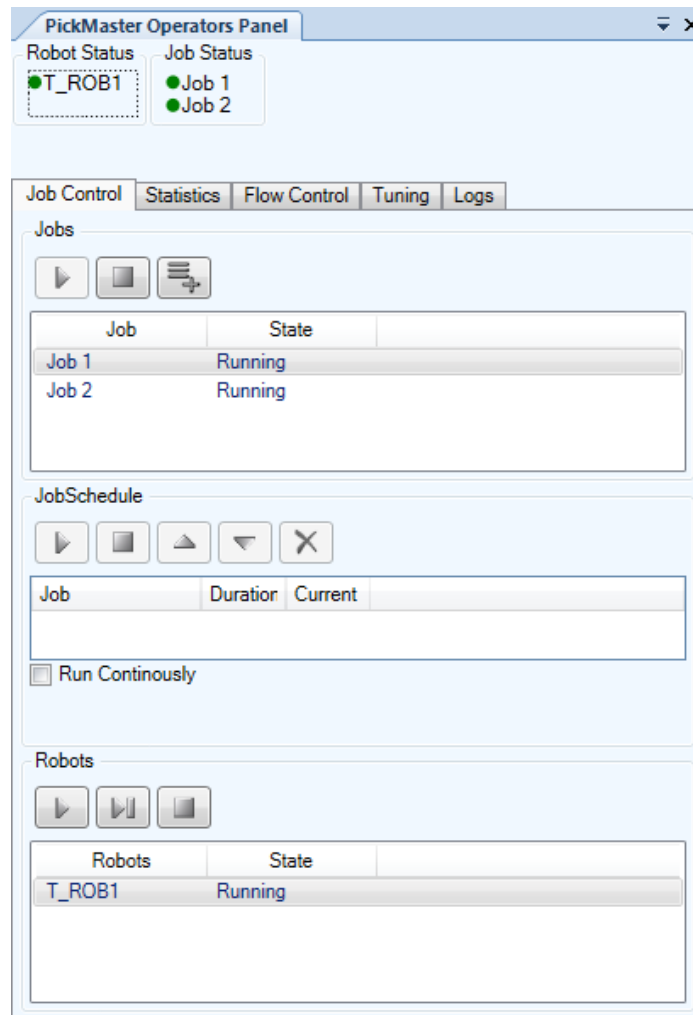 PickMaster Operators Panel
Robot Status Job Status
T_ROB1 Job 1
Job 2
Job Control Statistics Flow Control Tuning Logs
Jobs
Job State
Job 1 Running
Job 2 Running
JobSchedule
Job Duration Current
Run Continously
Robots
Robots State
T_ROB1 Running